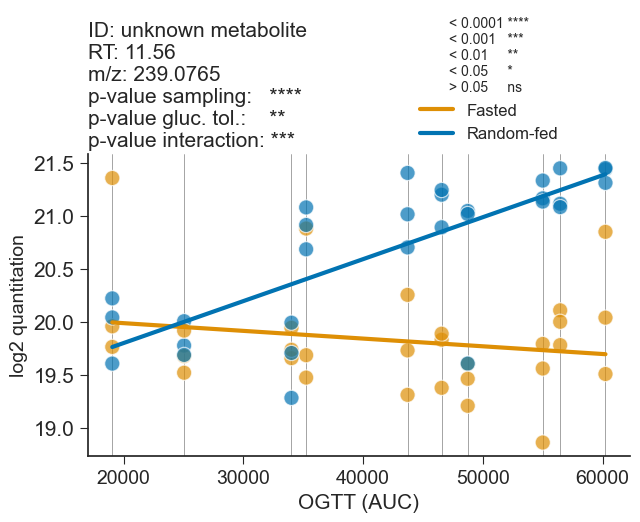 ID: unknown metabolite
RT: 11.56
m/z: 239.0765
p-value sampling: ****
p-value gluc. tol.: **
p-value interaction: ***
< 0.0001 ****
< 0.001 ***
< 0.01 **
< 0.05 *
> 0.05 ns
Fasted
Random-fed
21.5
21.0
20.5
20.0
19.5
19.0
log2 quantitation
20000 30000 40000 50000 60000
OGTT (AUC)